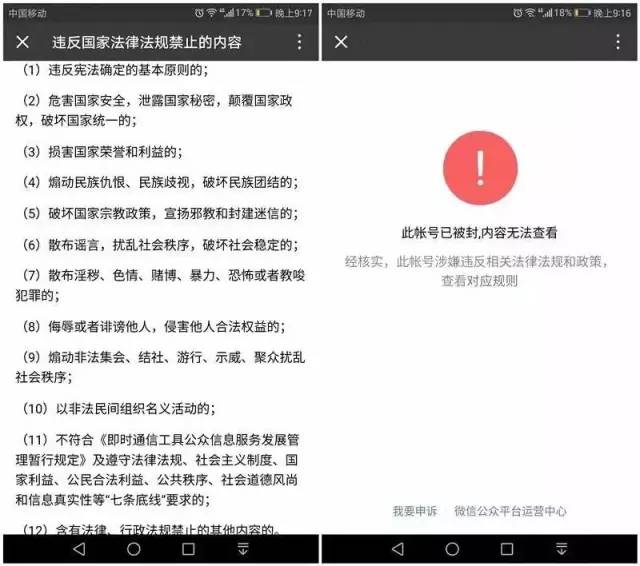 中国移动
17% 晚上9:17
违反国家法律法规禁止的内容
（1）违反宪法确定的基本原则的；
（2）危害国家安全，泄露国家秘密，颠覆国家政
权，破坏国家统一的；
（3）损害国家荣誉和利益的；
（4）煽动民族仇恨、民族歧视，破坏民族团结的；
（5）破坏国家宗教政策，宣扬邪教和封建迷信的；
（6）散布谣言，扰乱社会秩序，破坏社会稳定的；
（7）散布淫秽、色情、赌博、暴力、恐怖或者教唆
犯罪的；
（8）侮辱或者诽谤他人，侵害他人合法权益的；
（9）煽动非法集会、结社、游行、示威、聚众扰乱
社会秩序；
（10）以非法民间组织名义活动的；
（11）不符合《即时通信工具公众信息服务发展管
理暂行规定》及遵守法律法规、社会主义制度、国
家利益、公民合法利益、公共秩序、社会道德风尚
和信息真实性等“七条底线”要求的；
（12）含有法律、行政法规禁止的其他内容的。
中国移动
18% 晚上9:16
!
此帐号已被封,内容无法查看
经核实，此帐号涉嫌违反相关法律法规和政策，
查看对应规则
我要申诉 微信公众平台运营中心